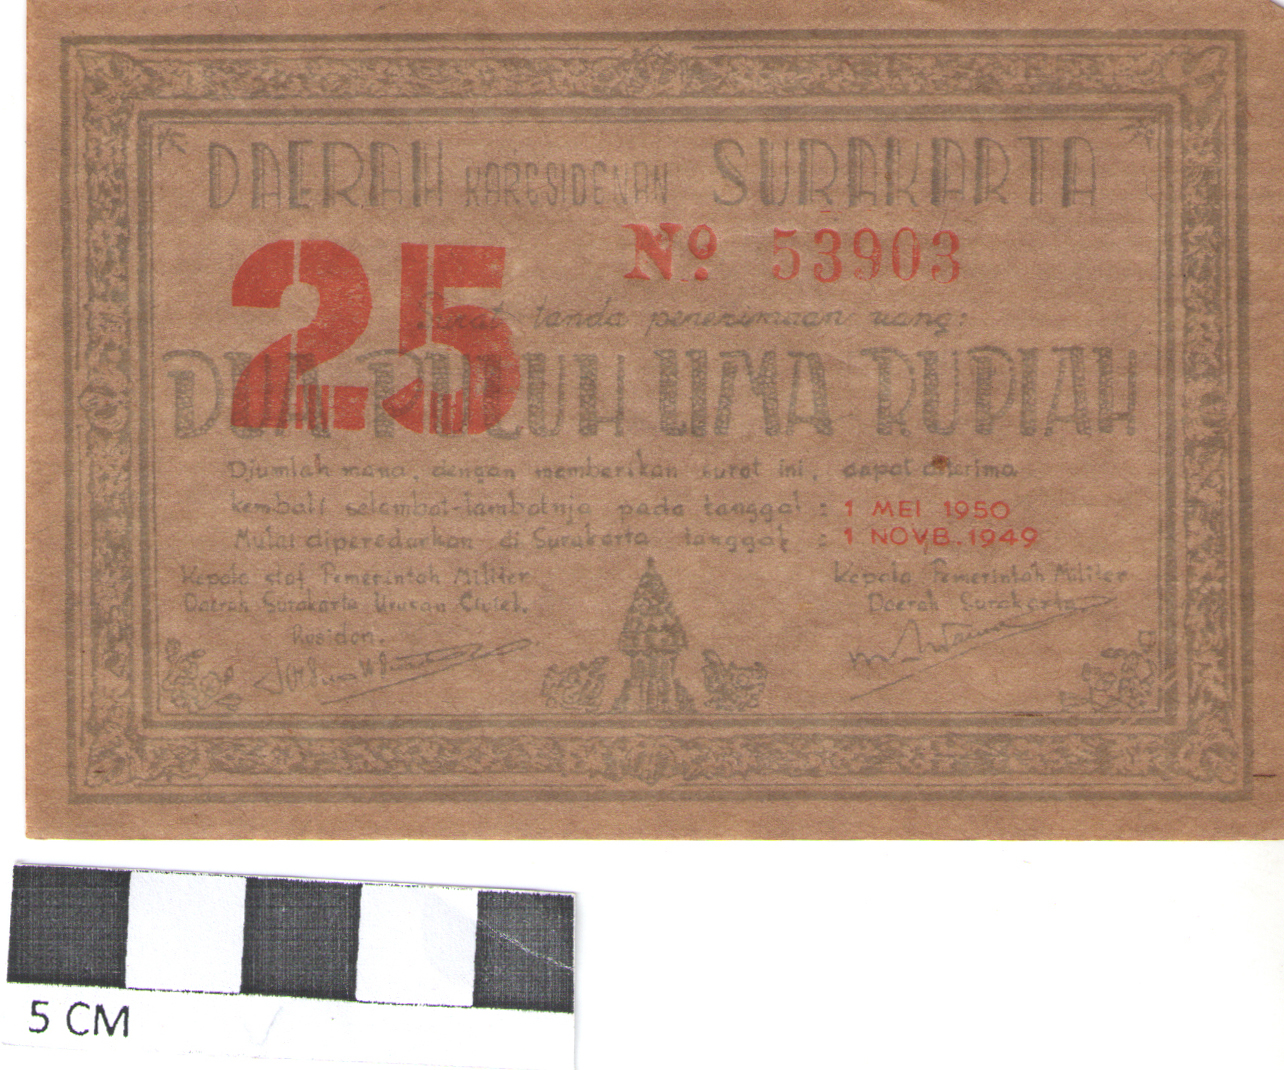 DAERAH KARESIDENAN SURAKARTA
25
No 53903
Surat tanda penerimaan uang:
DUA PULUH LIMA RUPIAH
Djumlah mana, dengan memberikan surat ini, dapat diterima
kembali selambat-lambatnja pada tanggal : 1 MEI 1950
Mulai diperedarkan di Surakarta tanggal : 1 NOVB. 1949
Kepala staf Pemerintah Militer
Daerah Surakarta Urusan Civiel.
Residen.
Kepala Pemerintah Militer
Daerah Surakarta.
5 CM